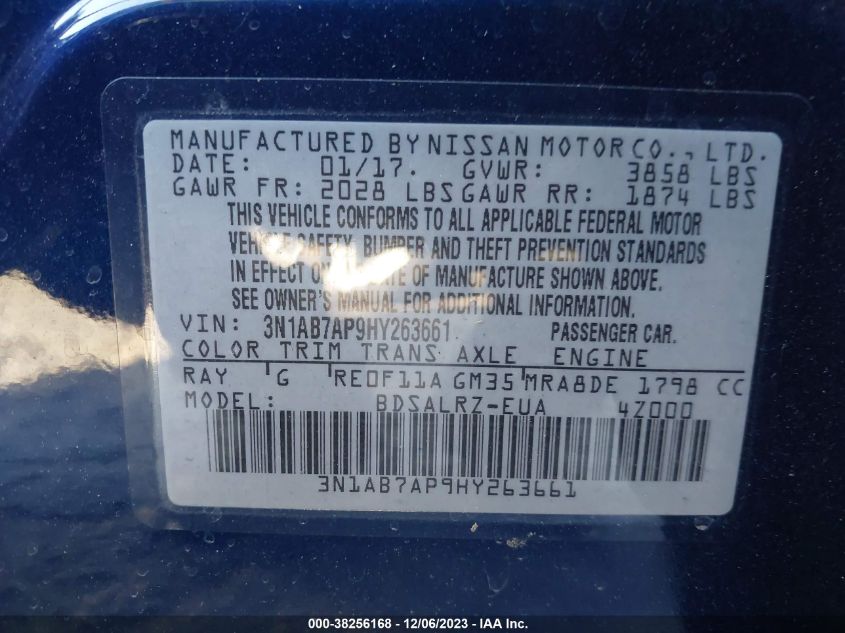 MANUFACTURED BY NISSAN MOTOR CO., LTD.
DATE: 01/17. GVWR: 3858 LBS
GAWR FR: 2028 LBS GAWR RR: 1874 LBS
THIS VEHICLE CONFORMS TO ALL APPLICABLE FEDERAL MOTOR
VEHICLE SAFETY, BUMPER AND THEFT PREVENTION STANDARDS
IN EFFECT ON THE DATE OF MANUFACTURE SHOWN ABOVE.
SEE OWNER'S MANUAL FOR ADDITIONAL INFORMATION.
VIN: 3N1AB7AP9HY263661 PASSENGER CAR.
COLOR TRIM TRANS AXLE ENGINE
RAY G RE0F11A GM35 MRA8DE 1798 CC
MODEL: BDSALRZ-EUA 4Z000
3N1AB7AP9HY263661
000-38256168 - 12/06/2023 - IAA Inc.